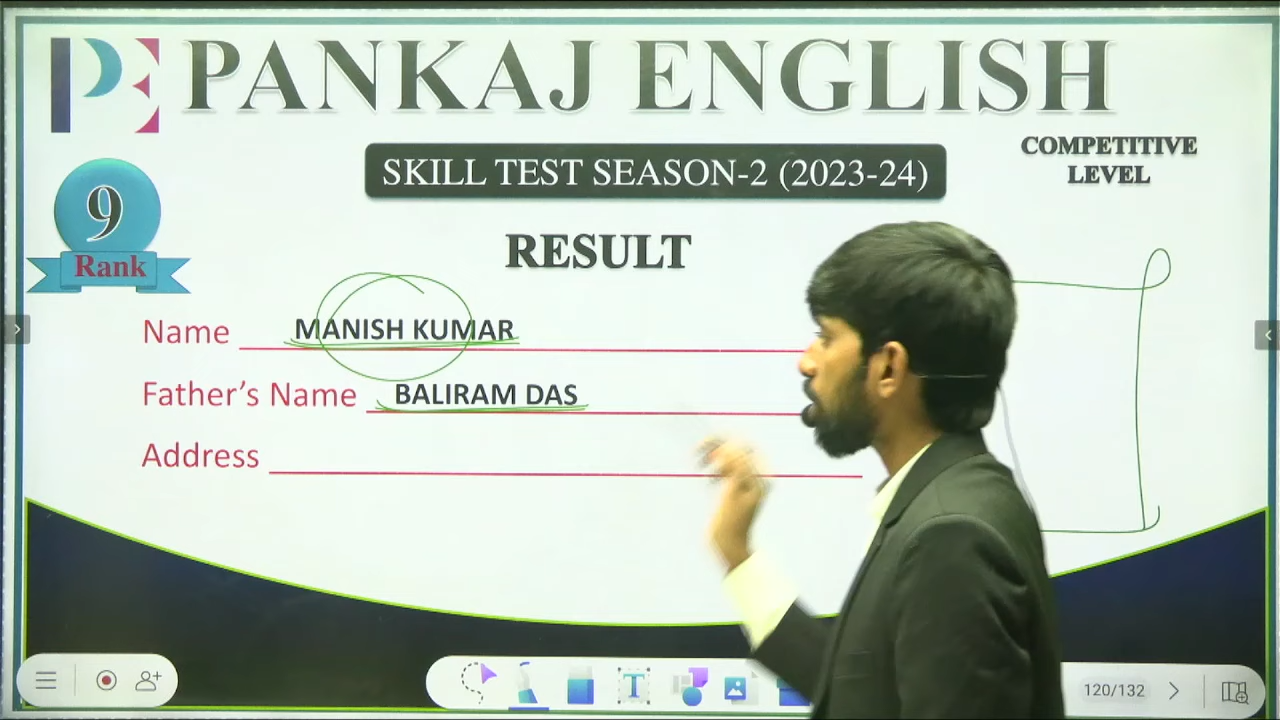 PE PANKAJ ENGLISH
COMPETITIVE
LEVEL
SKILL TEST SEASON-2 (2023-24)
9
Rank
RESULT
Name MANISH KUMAR
Father's Name BALIRAM DAS
Address
T
120/132